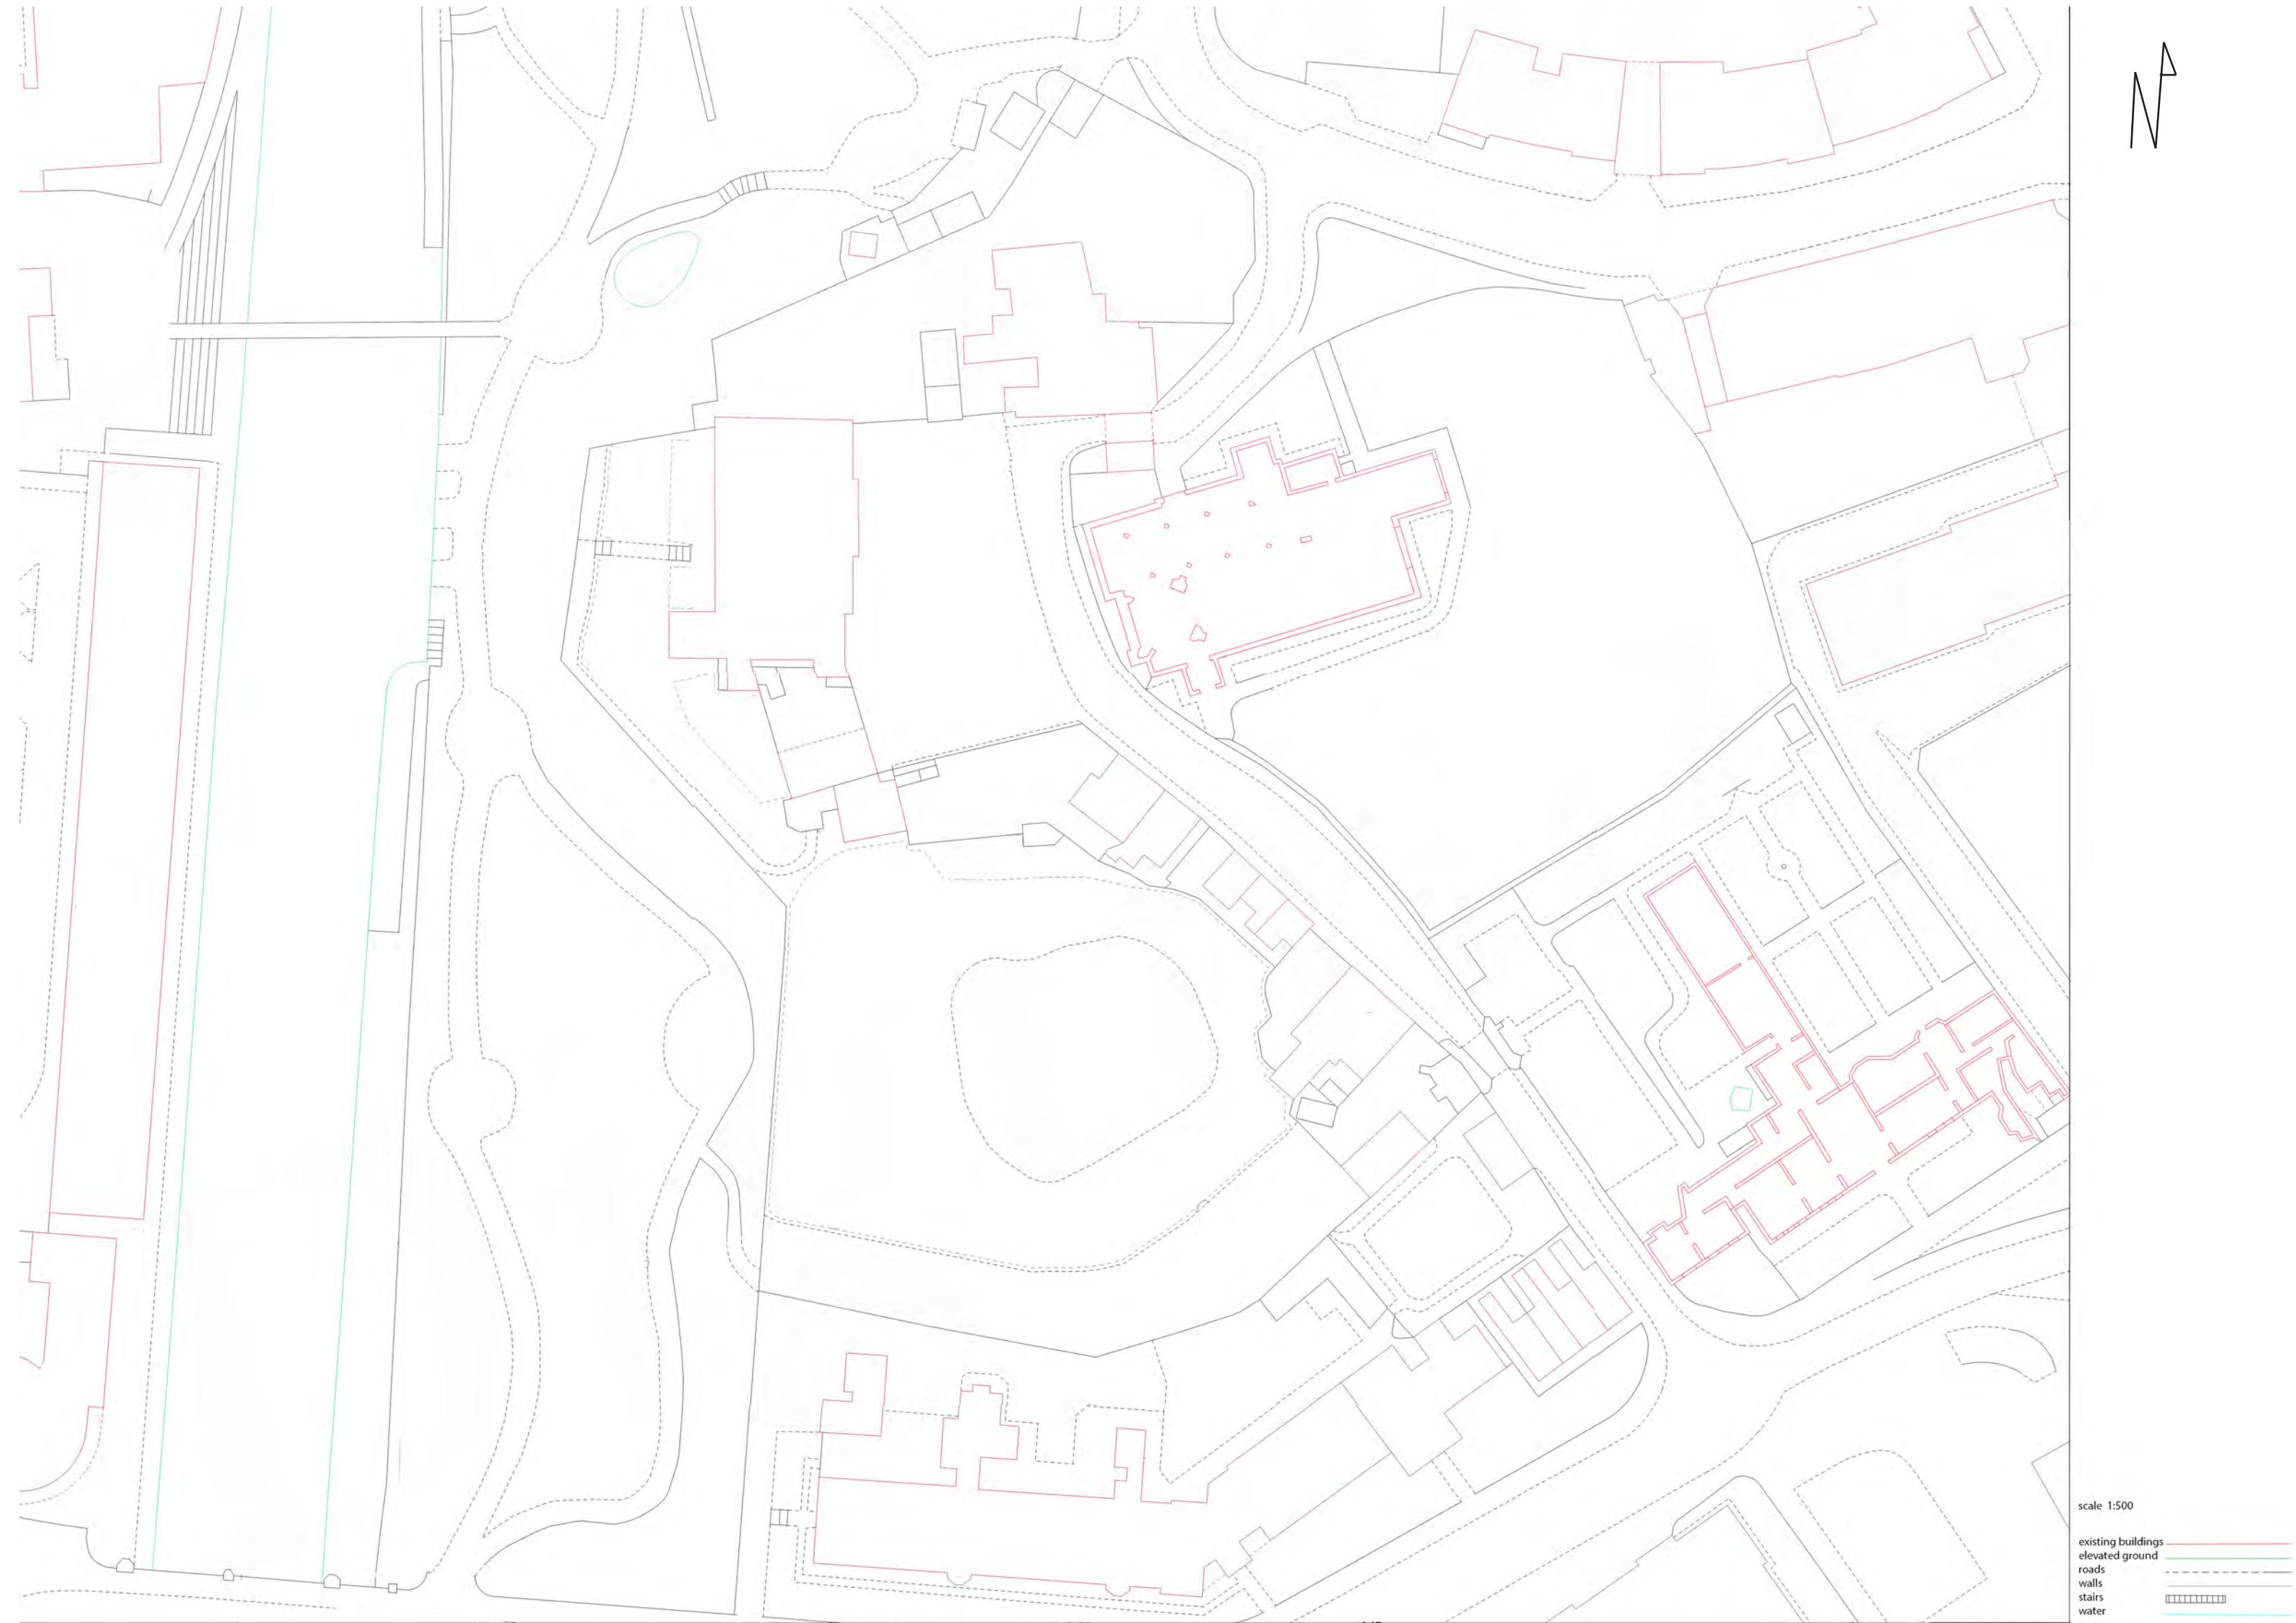 N
scale 1:500
existing buildings
elevated ground
roads
walls
stairs
water